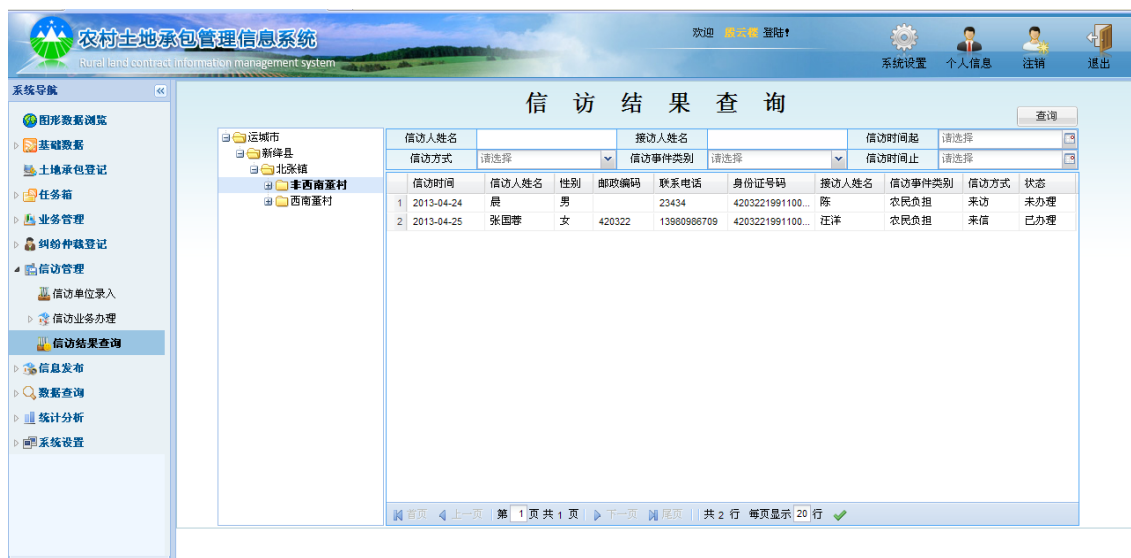 农村土地承包管理信息系统
Rural land contract information management system
欢迎 登陆!
系统设置 个人信息 注销 退出
系统导航
图形数据浏览
基础数据
土地承包登记
任务箱
业务管理
纠纷仲裁登记
信访管理
信访单位录入
信访业务办理
信访结果查询
信息发布
数据查询
统计分析
系统设置
信访结果查询
查询
运城市
新绛县
北张镇
丰西南董村
西南董村
信访人姓名 接访人姓名 信访时间起 请选择
信访方式 请选择 信访事件类别 请选择 信访时间止 请选择
信访时间 信访人姓名 性别 邮政编码 联系电话 身份证号码 接访人姓名 信访事件类别 信访方式 状态
1 2013-04-24 晨 男 23434 4203221991100... 陈 农民负担 来访 未办理
2 2013-04-25 张国蓉 女 420322 13980986709 4203221991100... 汪洋 农民负担 来信 已办理
首页 上一页 第 1 页 共 1 页 下一页 尾页 共 2 行 每页显示 20 行